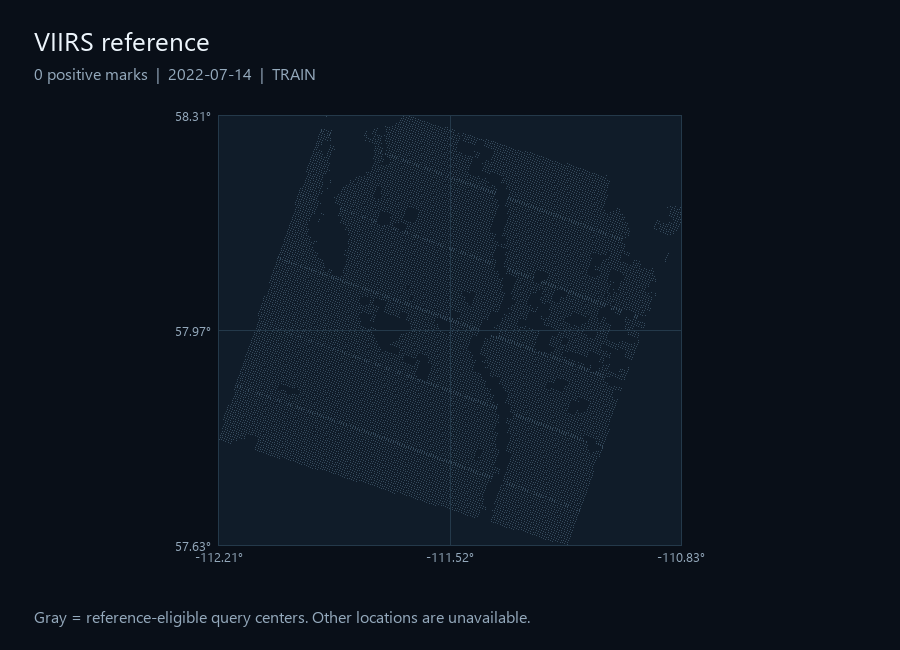 VIIRS reference
0 positive marks | 2022-07-14 | TRAIN
58.31°
57.97°
57.63°
-112.21°
-111.52°
-110.83°
Gray = reference-eligible query centers. Other locations are unavailable.